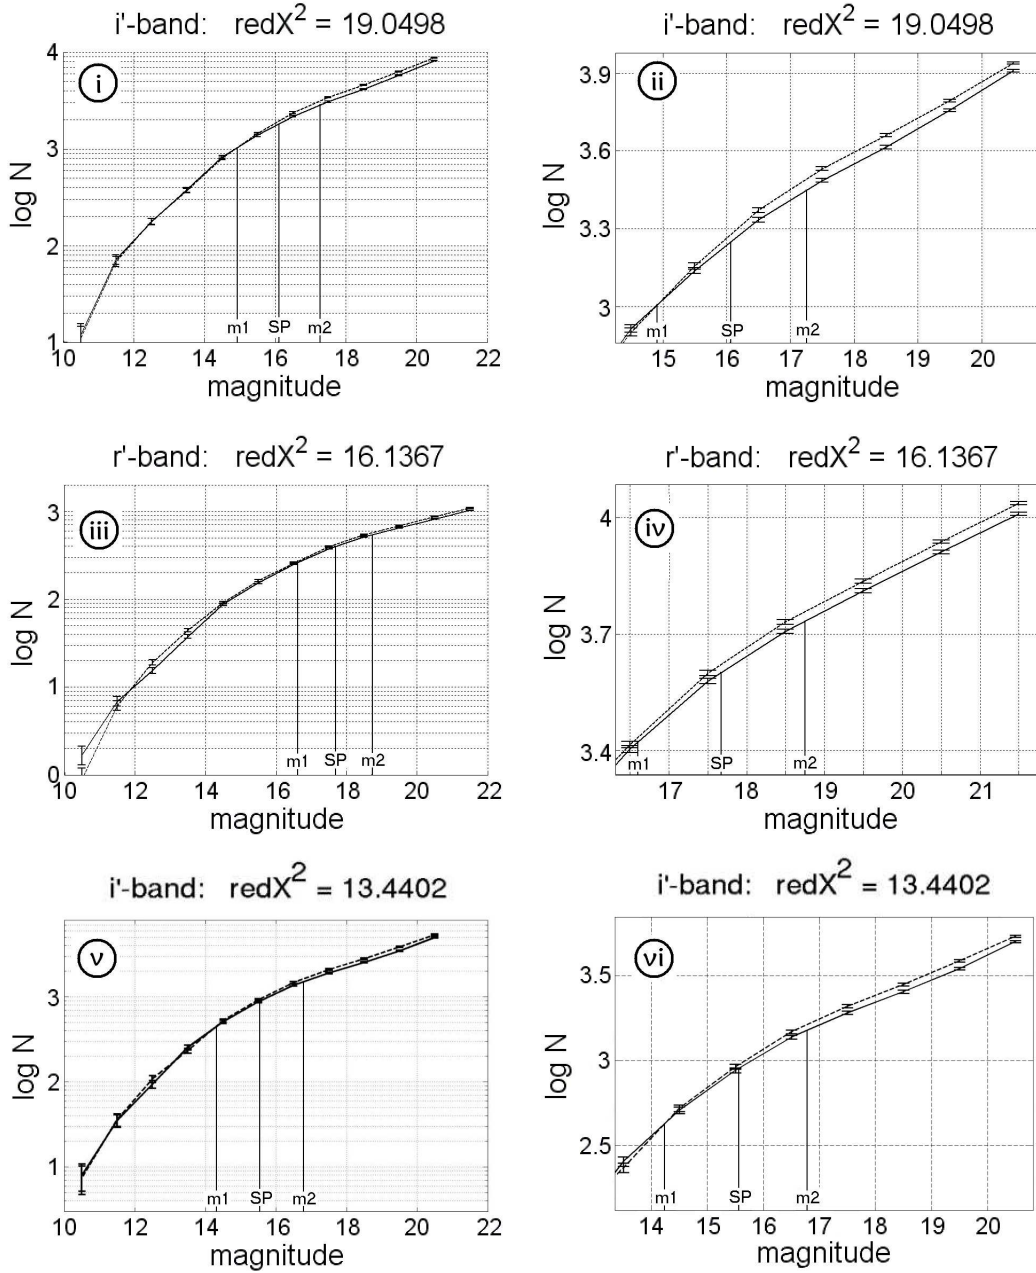 i'-band: redX² = 19.0498
i'-band: redX² = 19.0498
i
log N
4
3
2
1
m1 SP m2
10 12 14 16 18 20 22
magnitude
ii
log N
3.9
3.6
3.3
3
m1 SP m2
15 16 17 18 19 20
magnitude
r'-band: redX² = 16.1367
r'-band: redX² = 16.1367
iii
log N
3
2
1
0
m1 SP m2
10 12 14 16 18 20 22
magnitude
iv
log N
4
3.7
3.4
m1 SP m2
17 18 19 20 21
magnitude
i'-band: redX² = 13.4402
i'-band: redX² = 13.4402
v
log N
3
2
1
m1 SP m2
10 12 14 16 18 20 22
magnitude
vi
log N
3.5
3
2.5
m1 SP m2
14 15 16 17 18 19 20
magnitude